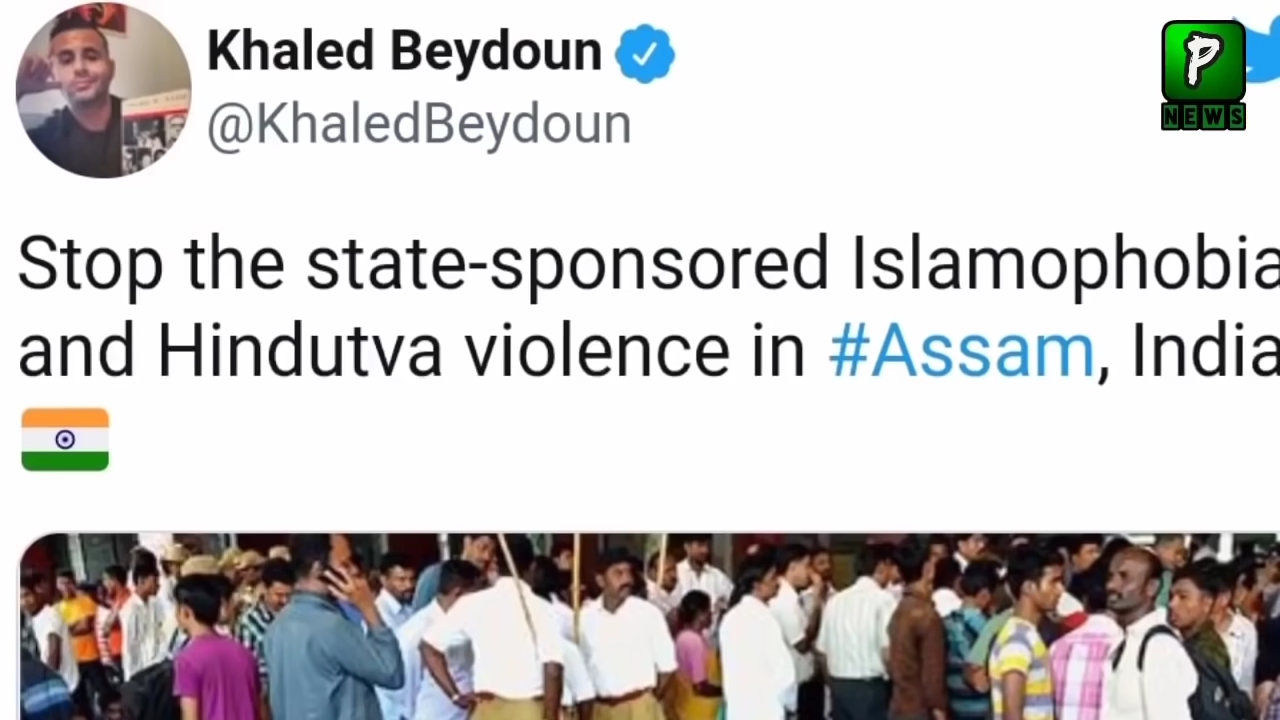 Khaled Beydoun
@KhaledBeydoun
P
NEWS
Stop the state-sponsored Islamophobia
and Hindutva violence in #Assam, India